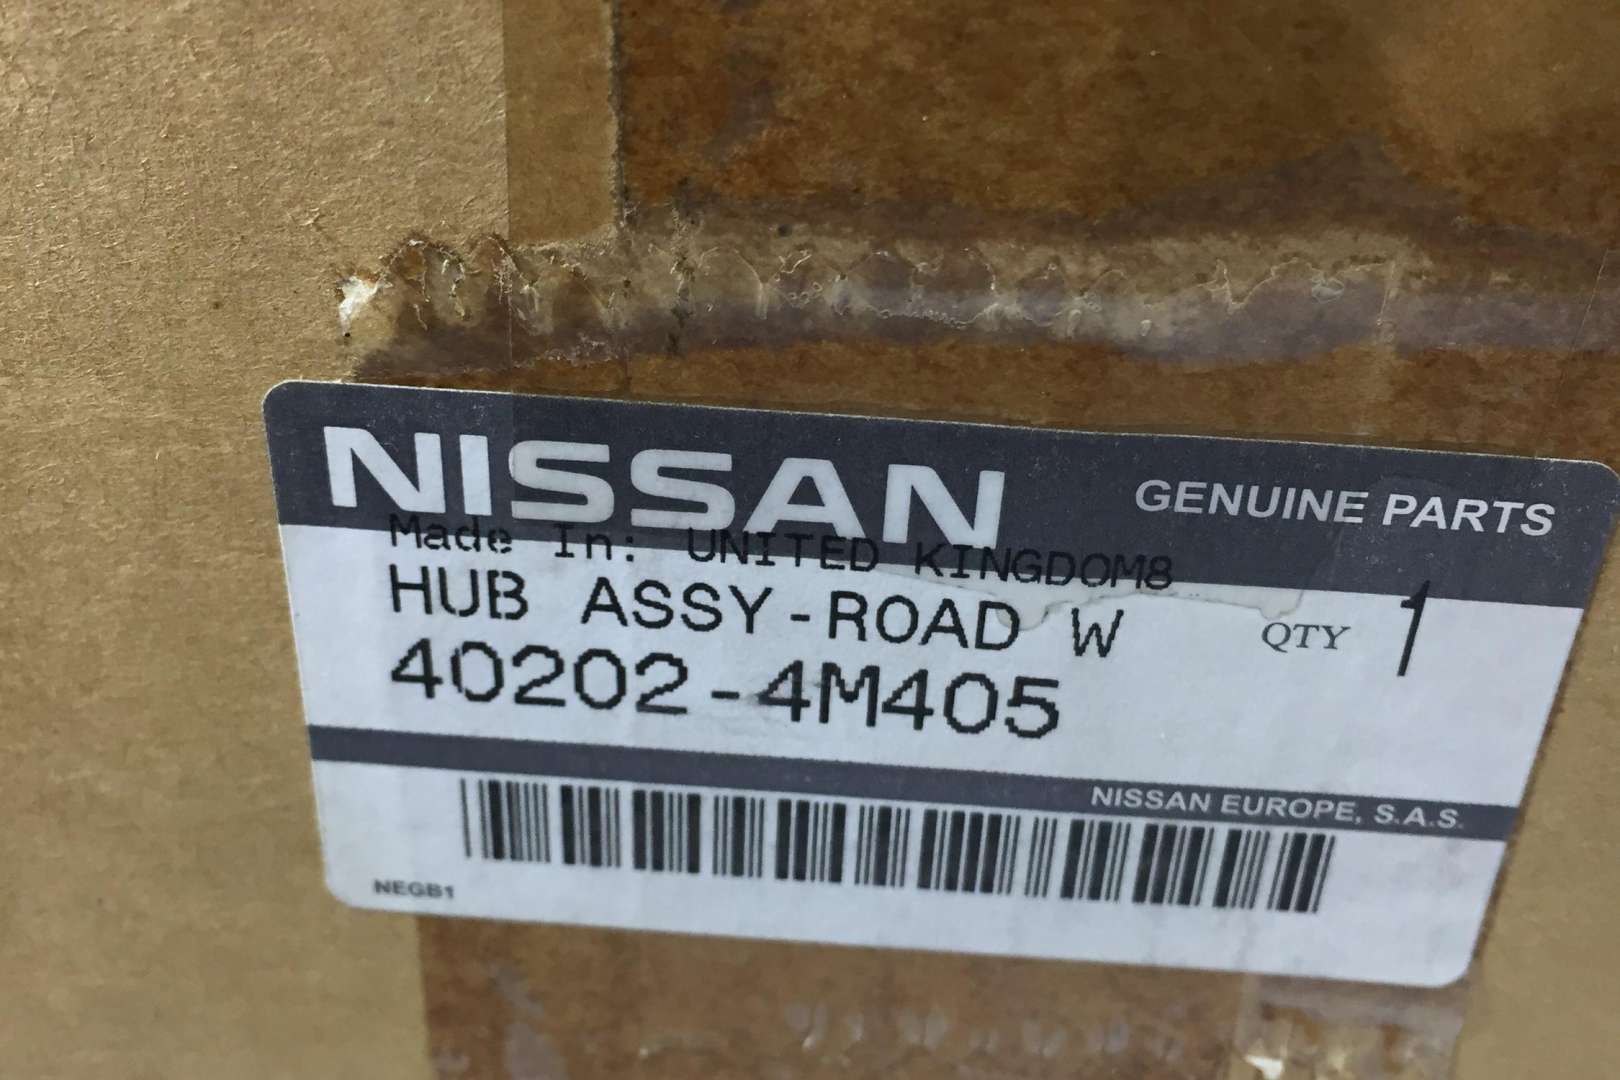 NISSAN GENUINE PARTS
Made In: UNITED KINGDOM8
HUB ASSY-ROAD W QTY 1
40202-4M405
NISSAN EUROPE, S.A.S.
NEGB1